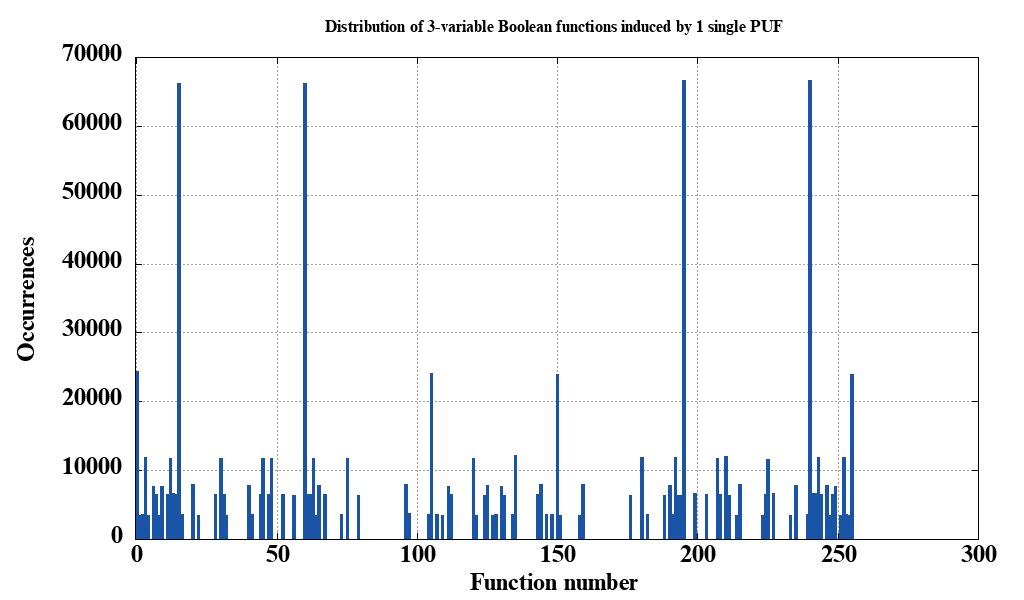 Distribution of 3-variable Boolean functions induced by 1 single PUF
70000
60000
50000
40000
30000
20000
10000
0
Occurrences
0 50 100 150 200 250 300
Function number